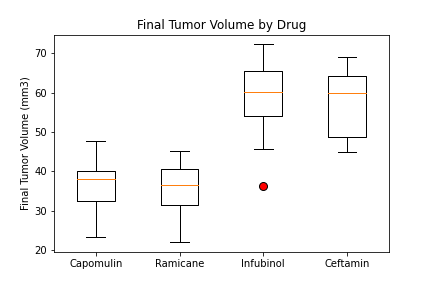 Final Tumor Volume by Drug
Final Tumor Volume (mm3)
70
60
50
40
30
20
Capomulin
Ramicane
Infubinol
Ceftamin